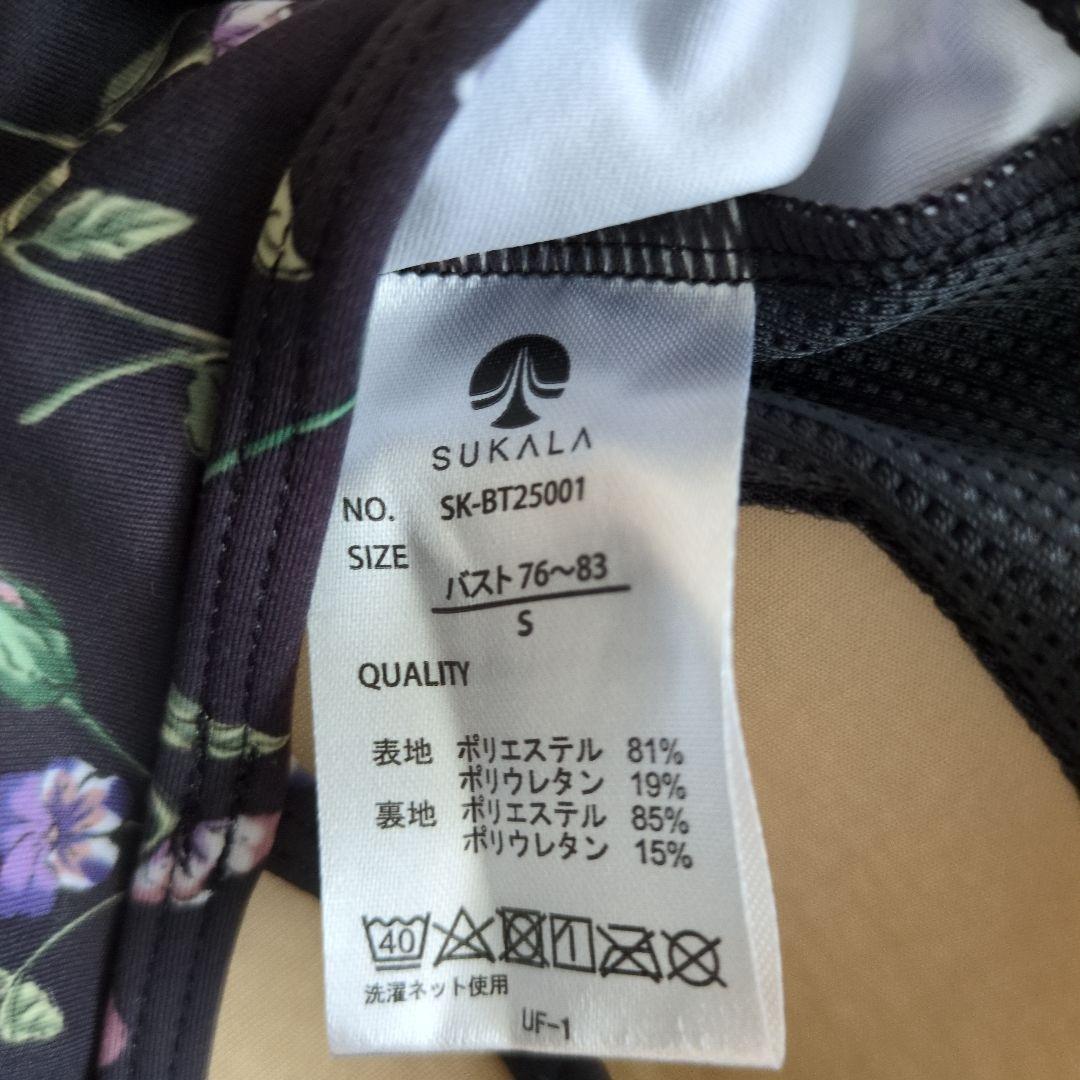 SUKALA
NO. SK-BT25001
SIZE バスト76～83
S
QUALITY
表地 ポリエステル 81%
ポリウレタン 19%
裏地 ポリエステル 85%
ポリウレタン 15%
40
洗濯ネット使用
UF-1